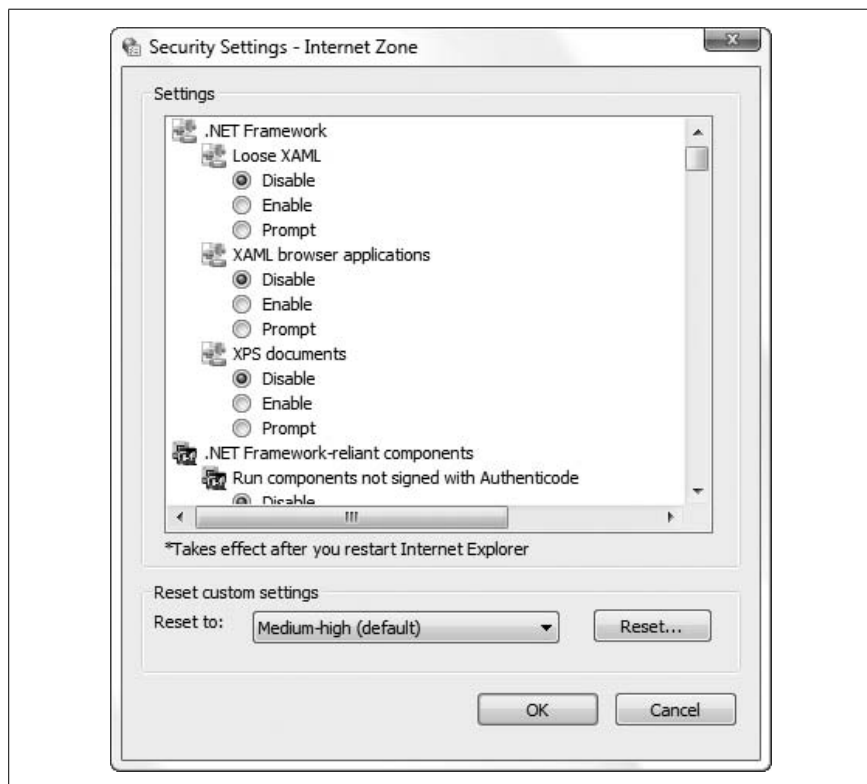 Security Settings - Internet Zone
Settings
.NET Framework
Loose XAML
Disable
Enable
Prompt
XAML browser applications
Disable
Enable
Prompt
XPS documents
Disable
Enable
Prompt
.NET Framework-reliant components
Run components not signed with Authenticode
Disable
*Takes effect after you restart Internet Explorer
Reset custom settings
Reset to: Medium-high (default) Reset...
OK Cancel